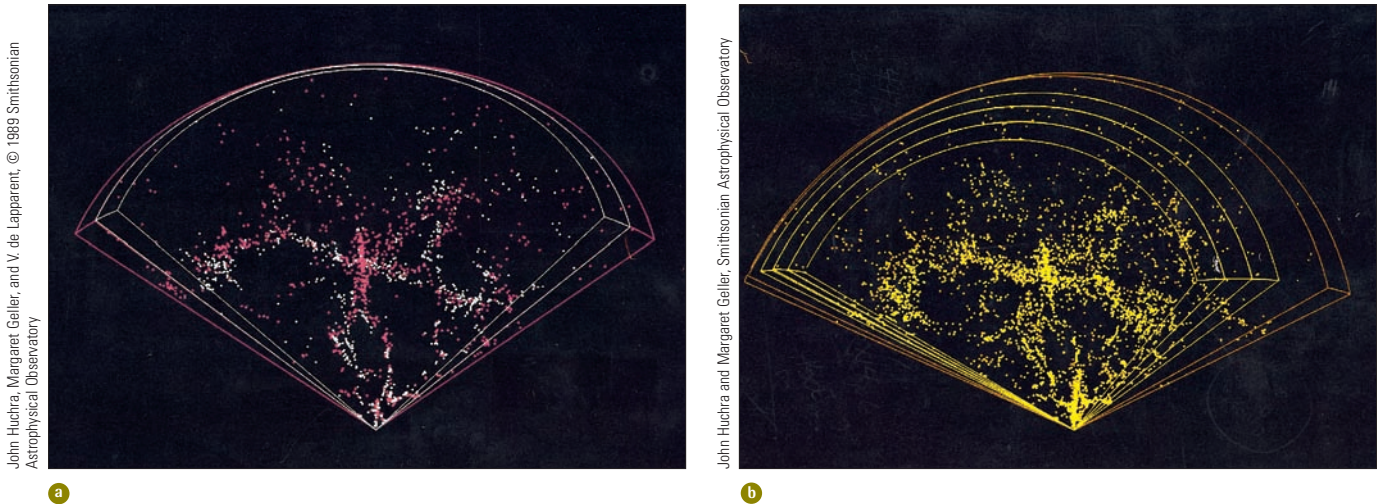 John Huchra, Margaret Geller, and V. de Lapparent, © 1989 Smithsonian
Astrophysical Observatory
a
John Huchra and Margaret Geller, Smithsonian Astrophysical Observatory
b